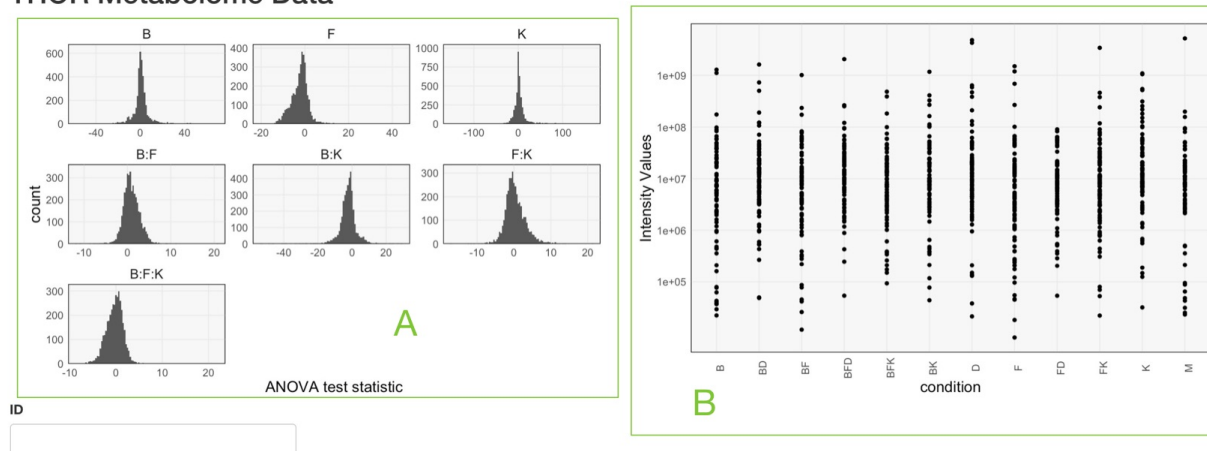 THOR Metabolome Data
B
F
K
600
400
200
0
-40
0
40
400
300
200
100
0
-20
0
20
40
1000
750
500
250
0
-100
0
100
B:F
B:K
F:K
300
200
100
0
-10
0
10
20
400
300
200
100
0
-40
-20
0
20
300
200
100
0
-10
0
10
20
B:F:K
300
200
100
0
-10
0
10
20
count
ANOVA test statistic
A
ID
Intensity Values
1e+09
1e+08
1e+07
1e+06
1e+05
B
BD
BF
BFD
BFK
BK
D
F
FD
FK
K
M
condition
B